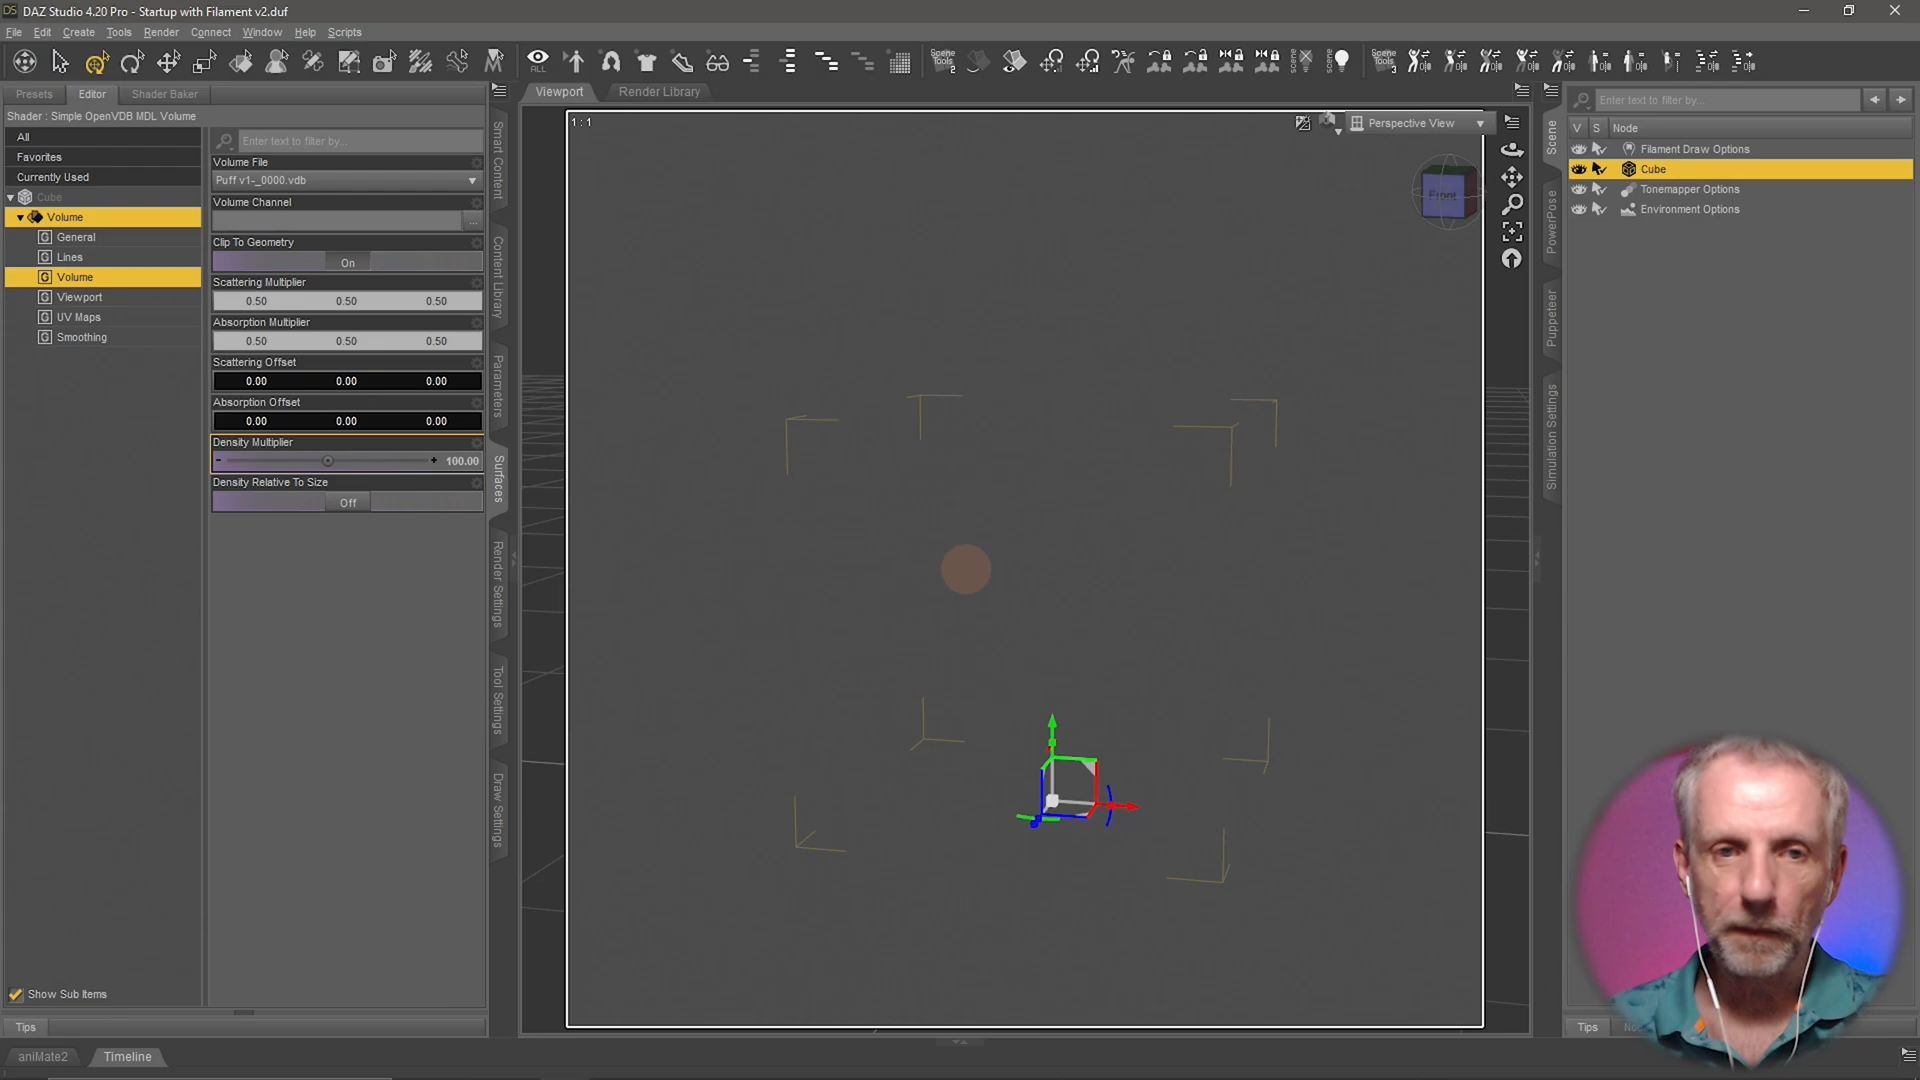 DAZ Studio 4.20 Pro - Startup with Filament v2.duf
File Edit Create Tools Render Connect Window Help Scripts
ALL
Scene Tools 2
Scene Tools 3
Presets Editor Shader Baker
Viewport Render Library
Shader : Simple OpenVDB MDL Volume
All
Favorites
Currently Used
Cube
Volume
General
Lines
Volume
Viewport
UV Maps
Smoothing
Show Sub Items
Tips
Enter text to filter by...
Volume File
Puff v1-_0000.vdb
Volume Channel
...
Clip To Geometry
On
Scattering Multiplier
0.50 0.50 0.50
Absorption Multiplier
0.50 0.50 0.50
Scattering Offset
0.00 0.00 0.00
Absorption Offset
0.00 0.00 0.00
Density Multiplier
- + 100.00
Density Relative To Size
Off
Smart Content
Content Library
Parameters
Surfaces
Render Settings
Tool Settings
Draw Settings
1 : 1
Perspective View
Front
Scene
PowerPose
Puppeteer
Simulation Settings
Enter text to filter by...
V S Node
Filament Draw Options
Cube
Tonemapper Options
Environment Options
Tips
aniMate2 Timeline